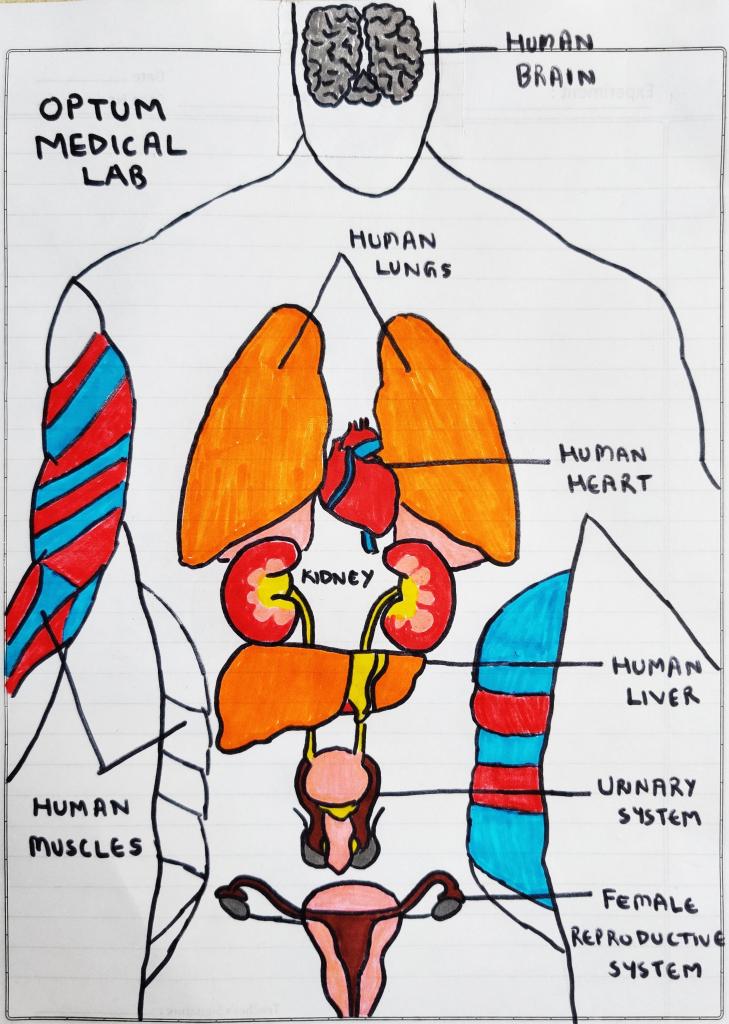 HUMAN
BRAIN
OPTUM
MEDICAL
LAB
HUMAN
LUNGS
HUMAN
HEART
KIDNEY
HUMAN
LIVER
URINARY
SYSTEM
HUMAN
MUSCLES
FEMALE
REPRODUCTIVE
SYSTEM